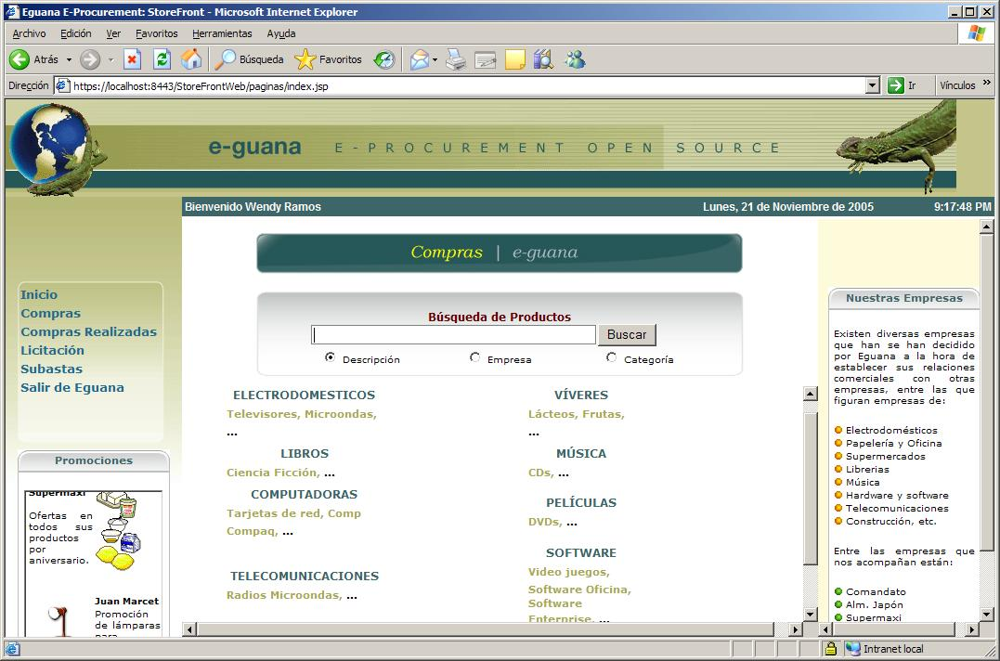 Eguana E-Procurement: StoreFront - Microsoft Internet Explorer
Archivo Edición Ver Favoritos Herramientas Ayuda
Atrás Búsqueda Favoritos
Dirección https://localhost:8443/StoreFrontWeb/paginas/index.jsp Ir Vínculos »
e-guana E-PROCUREMENT OPEN SOURCE
Bienvenido Wendy Ramos Lunes, 21 de Noviembre de 2005 9:17:48 PM
Inicio
Compras
Compras Realizadas
Licitación
Subastas
Salir de Eguana
Promociones
Supermaxi
Ofertas en
todos sus
productos
por
aniversario.
Juan Marcet
Promoción
de lámparas
para
Compras | e-guana
Búsqueda de Productos
Buscar
Descripción Empresa Categoría
ELECTRODOMESTICOS
Televisores, Microondas,
...
LIBROS
Ciencia Ficción, ...
COMPUTADORAS
Tarjetas de red, Comp
Compaq, ...
TELECOMUNICACIONES
Radios Microondas, ...
VÍVERES
Lácteos, Frutas,
...
MÚSICA
CDs, ...
PELÍCULAS
DVDs, ...
SOFTWARE
Video juegos,
Software Oficina,
Software
Enterprise, ...
Nuestras Empresas
Existen diversas empresas
que han se han decidido
por Eguana a la hora de
establecer sus relaciones
comerciales con otras
empresas, entre las que
figuran empresas de:
Electrodomésticos
Papelería y Oficina
Supermercados
Librerias
Música
Hardware y software
Telecomunicaciones
Construcción, etc.
Entre las empresas que
nos acompañan están:
Comandato
Alm. Japón
Supermaxi
Intranet local